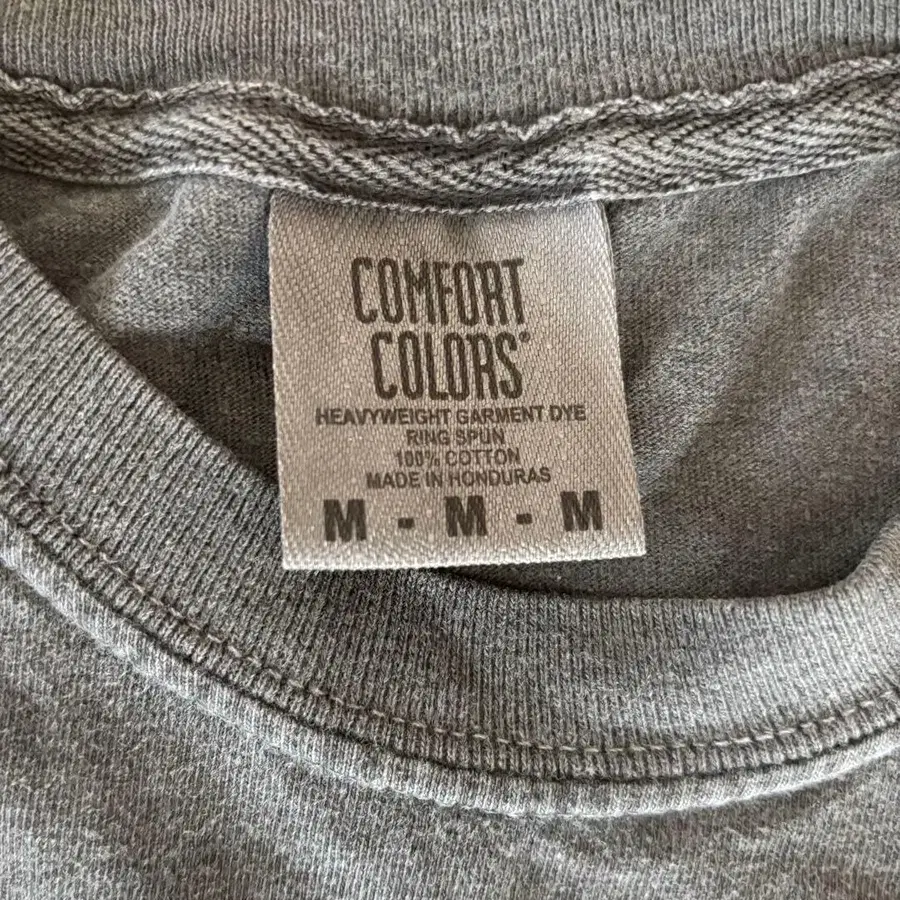 COMFORT
COLORS®
HEAVYWEIGHT GARMENT DYE
RING SPUN
100% COTTON
MADE IN HONDURAS
M - M - M